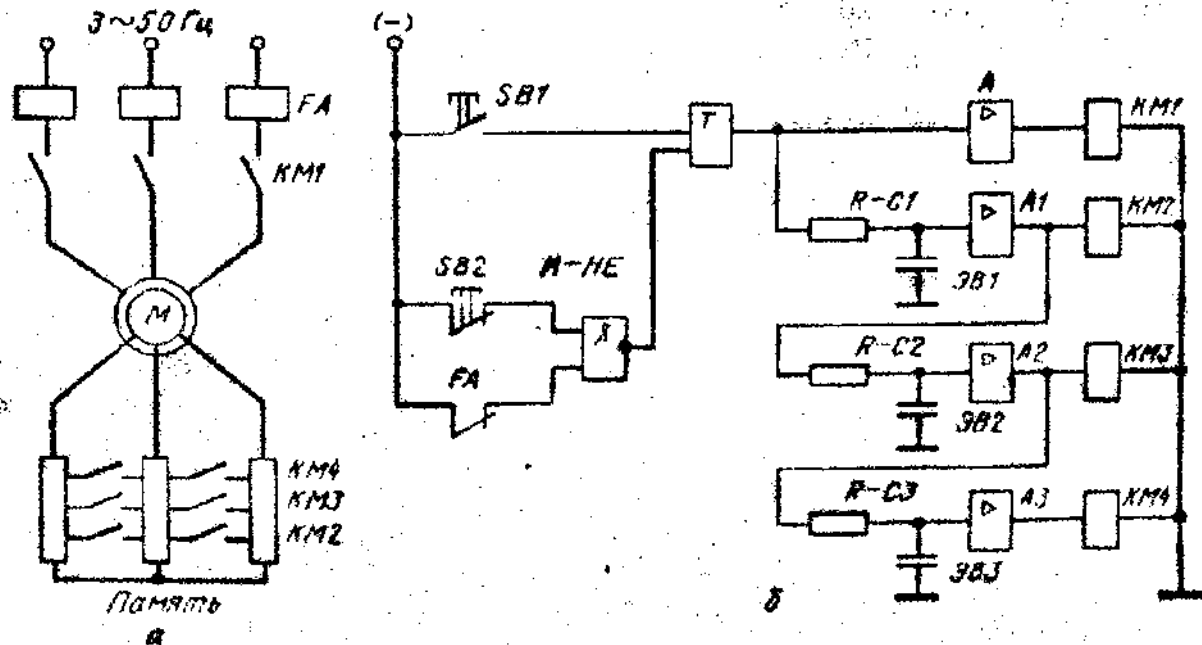 3~50 Гц
FA
KM1
M
KM4
KM3
KM2
Память
а
(-)
SB1
T
A
KM1
R-C1
A1
KM2
ЭВ1
SB2
И-НЕ
FA
R-C2
A2
KM3
ЭВ2
R-C3
A3
KM4
ЭВ3
б